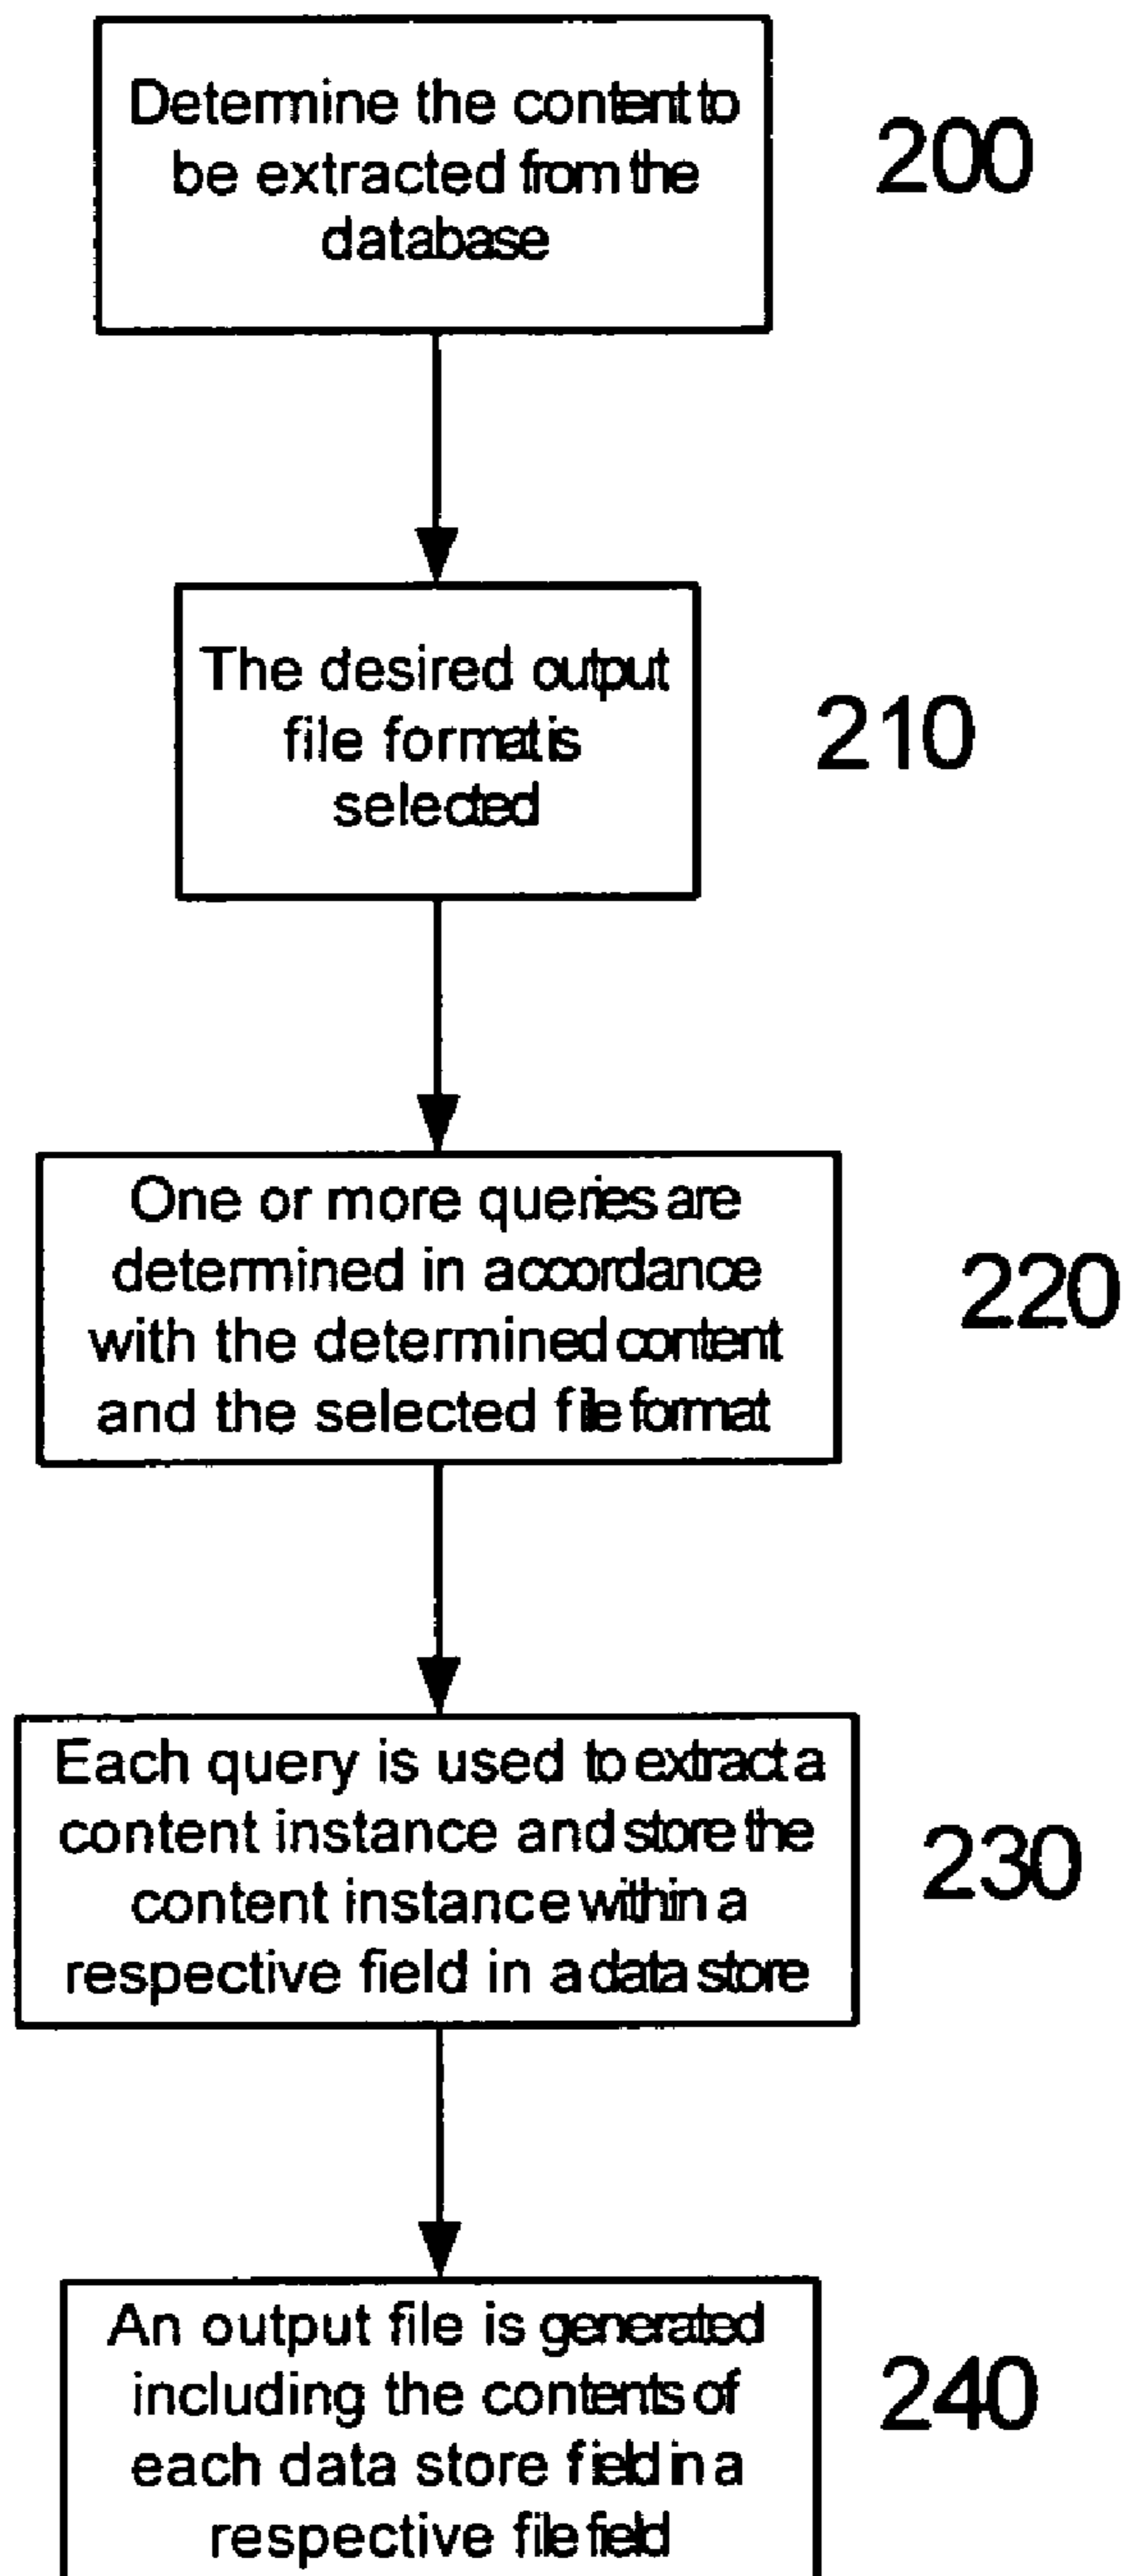 Determine the content to
be extracted from the
database
200
The desired output
file format is
selected
210
One or more queries are
determined in accordance
with the determined content
and the selected file format
220
Each query is used to extract a
content instance and store the
content instance within a
respective field in a data store
230
An output file is generated
including the contents of
each data store field in a
respective file field
240